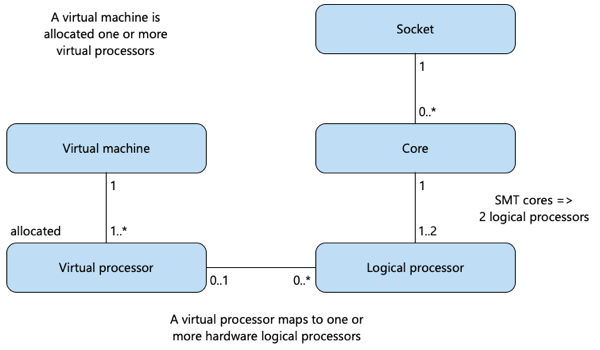 A virtual machine is
allocated one or more
virtual processors
Socket
1
0..*
Virtual machine
Core
1
1
SMT cores =>
2 logical processors
allocated
1..*
1..2
Virtual processor
Logical processor
0..1
0..*
A virtual processor maps to one or
more hardware logical processors